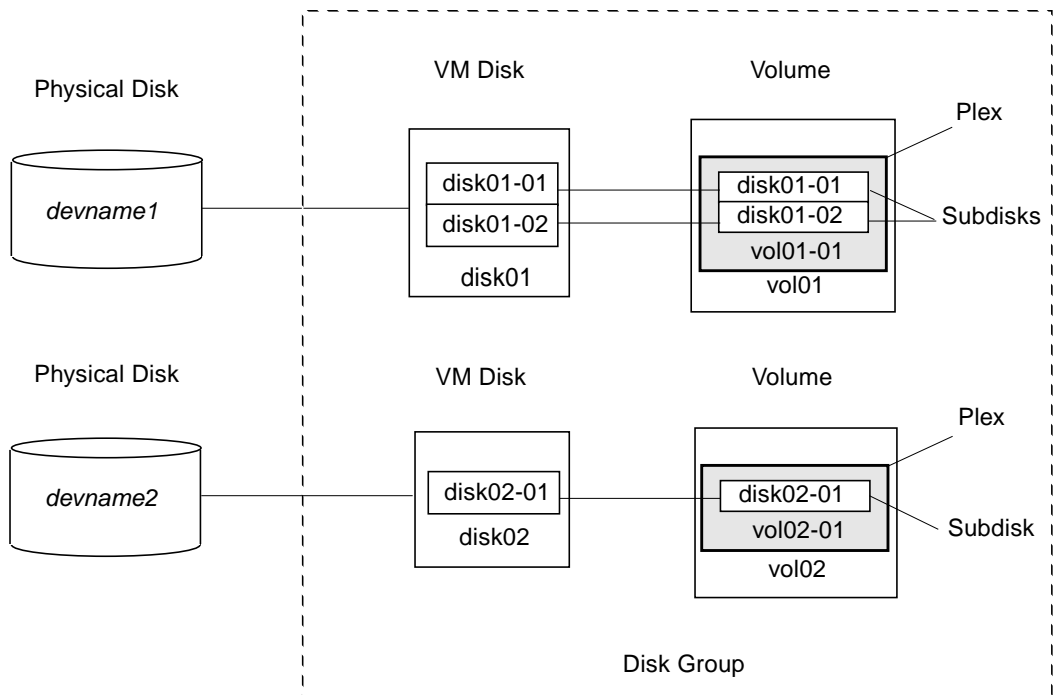 VM Disk
Volume
Physical Disk
Plex
devname1
disk01-01
disk01-02
disk01
disk01-01
disk01-02
vol01-01
vol01
Subdisks
Physical Disk
VM Disk
Volume
Plex
devname2
disk02-01
disk02
disk02-01
vol02-01
vol02
Subdisk
Disk Group